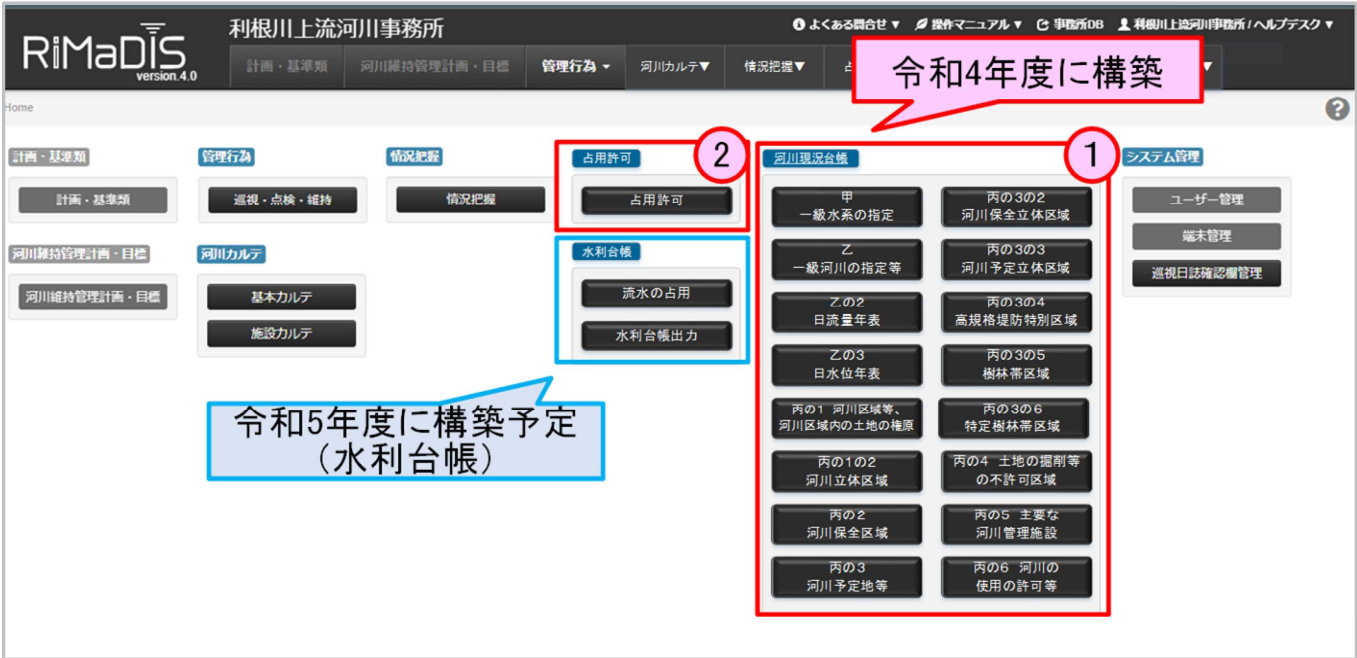 RiMaDIS
version.4.0
利根川上流河川事務所
よくある問合せ ▼ 操作マニュアル ▼ 事務所DB 利根川上流河川事務所 / ヘルプデスク ▼
計画・基準類 河川維持管理計画・目標 管理行為 河川カルテ▼ 情況把握▼
令和4年度に構築
Home
計画・基準類
計画・基準類
河川維持管理計画・目標
河川維持管理計画・目標
管理行為
巡視・点検・維持
河川カルテ
基本カルテ
施設カルテ
情況把握
情況把握
占用許可
2
占用許可
水利台帳
流水の占用
水利台帳出力
令和5年度に構築予定
(水利台帳)
河川現況台帳
1
甲
一級水系の指定
乙
一級河川の指定等
乙の2
日流量年表
乙の3
日水位年表
丙の1 河川区域等、
河川区域内の土地の権原
丙の1の2
河川立体区域
丙の2
河川保全区域
丙の3
河川予定地等
丙の3の2
河川保全立体区域
丙の3の3
河川予定立体区域
丙の3の4
高規格堤防特別区域
丙の3の5
樹林帯区域
丙の3の6
特定樹林帯区域
丙の4 土地の掘削等
の不許可区域
丙の5 主要な
河川管理施設
丙の6 河川の
使用の許可等
システム管理
ユーザー管理
端末管理
巡視日誌確認欄管理